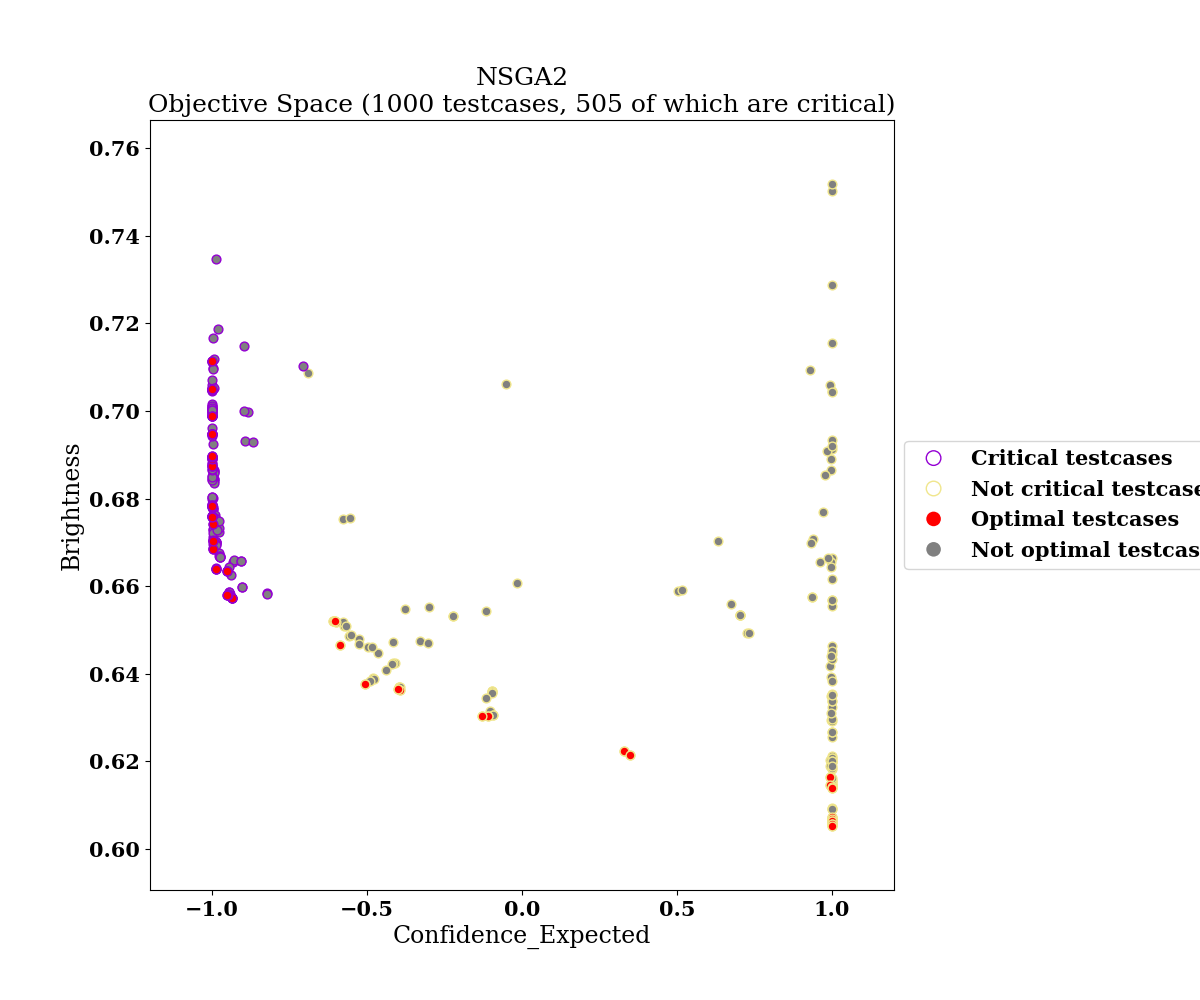 NSGA2
Objective Space (1000 testcases, 505 of which are critical)
0.76
0.74
0.72
0.70
0.68
0.66
0.64
0.62
0.60
Brightness
−1.0
−0.5
0.0
0.5
1.0
Confidence_Expected
Critical testcases
Not critical testcase
Optimal testcases
Not optimal testcas